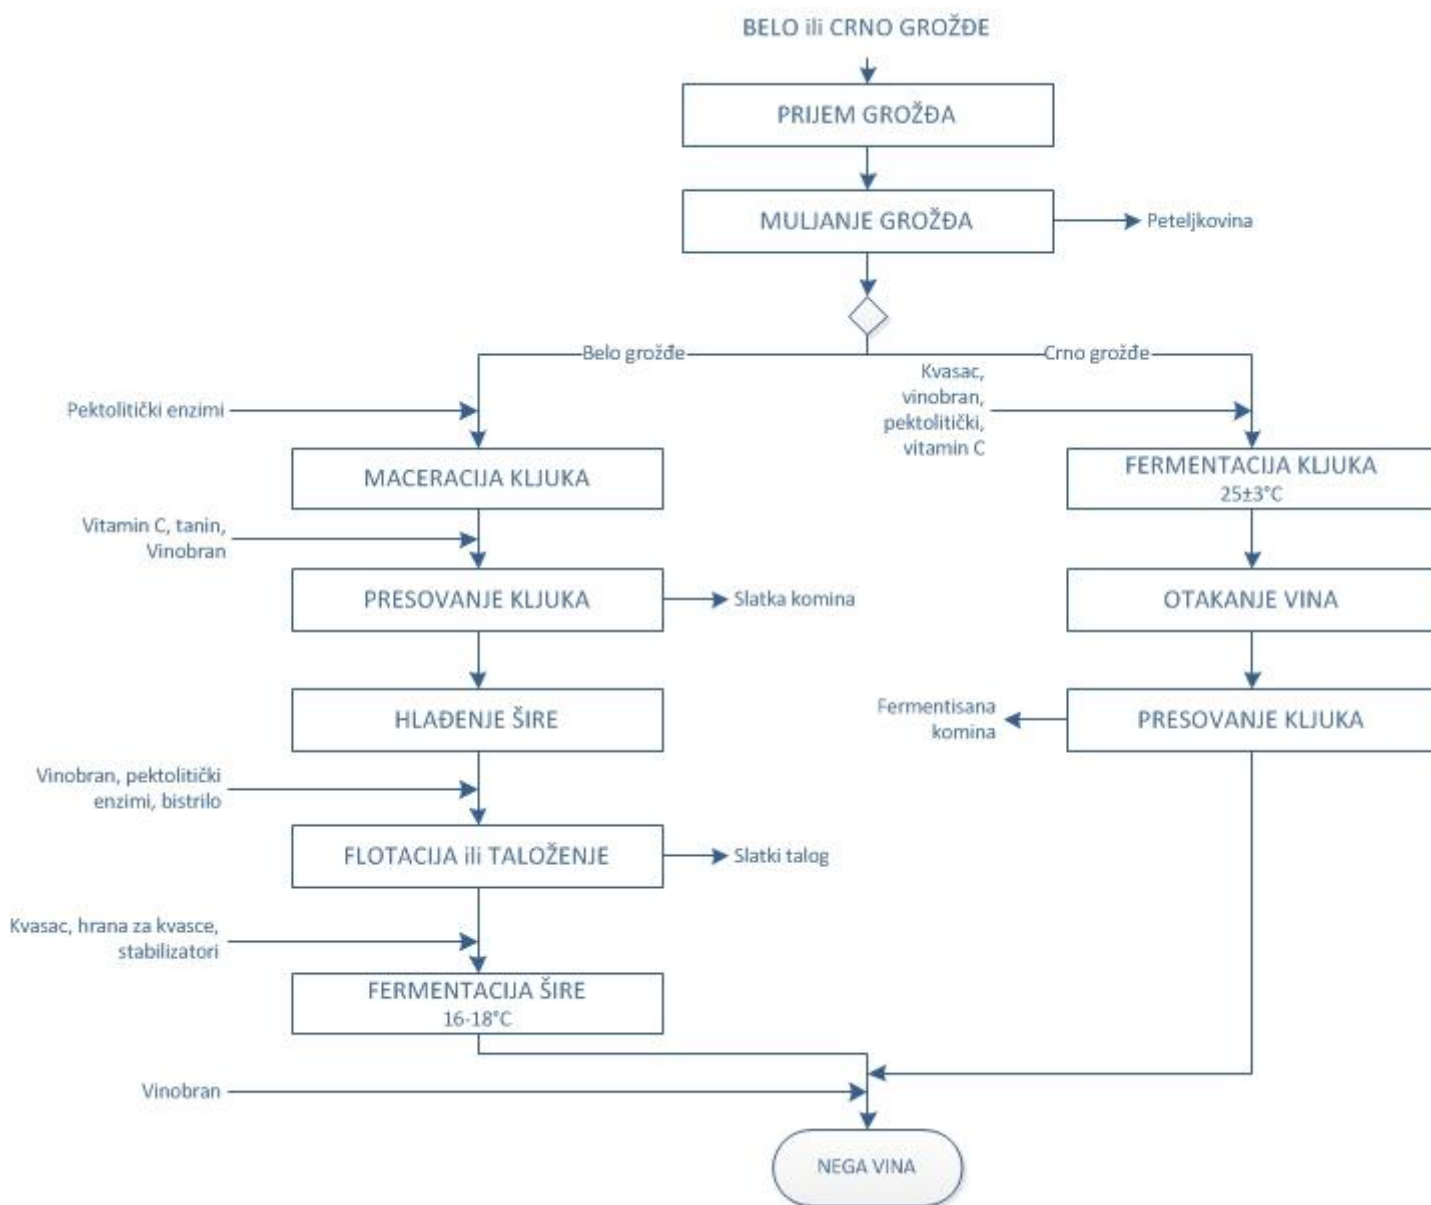 BELO ili CRNO GROŽĐE
PRIJEM GROŽĐA
MULJANJE GROŽĐA
Peteljkovina
Belo grožđe
Crno grožđe
Pektolitički enzimi
Kvasac,
vinobran,
pektolitički,
vitamin C
MACERACIJA KLJUKA
FERMENTACIJA KLJUKA
25±3°C
Vitamin C, tanin,
Vinobran
PRESOVANJE KLJUKA
Slatka komina
OTAKANJE VINA
HLAĐENJE ŠIRE
Fermentisana
komina
PRESOVANJE KLJUKA
Vinobran, pektolitički
enzimi, bistrilo
FLOTACIJA ili TALOŽENJE
Slatki talog
Kvasac, hrana za kvasce,
stabilizatori
FERMENTACIJA ŠIRE
16-18°C
Vinobran
NEGA VINA